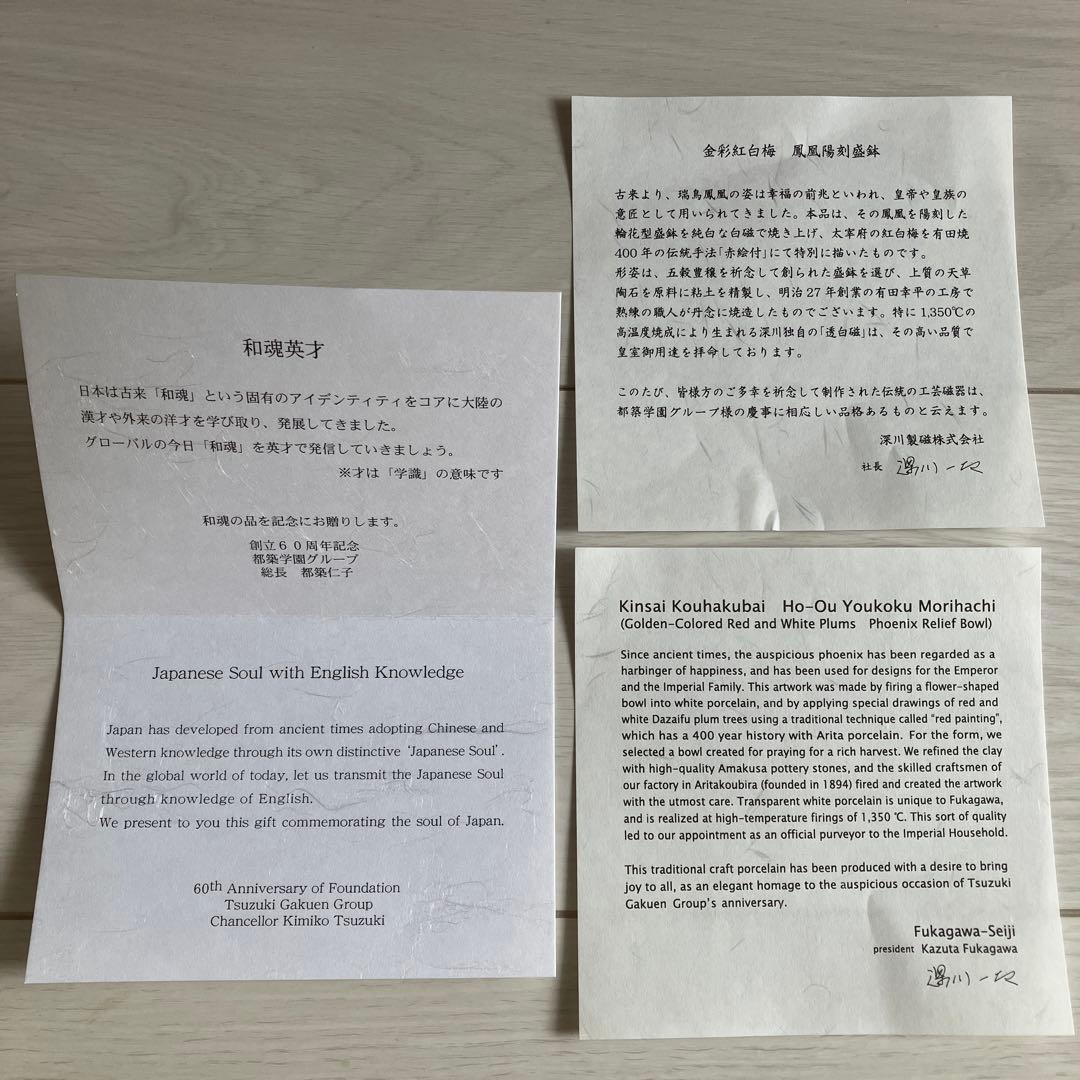 和魂英才
日本は古来「和魂」という固有のアイデンティティをコアに大陸の
漢才や外来の洋才を学び取り、発展してきました。
グローバルの今日「和魂」を英才で発信していきましょう。
※才は「学識」の意味です
和魂の品を記念にお贈りします。
創立６０周年記念
都築学園グループ
総長　都築仁子
Japanese Soul with English Knowledge
Japan has developed from ancient times adopting Chinese and
Western knowledge through its own distinctive ‘Japanese Soul’.
In the global world of today, let us transmit the Japanese Soul
through knowledge of English.
We present to you this gift commemorating the soul of Japan.
60th Anniversary of Foundation
Tsuzuki Gakuen Group
Chancellor Kimiko Tsuzuki
金彩紅白梅　鳳凰陽刻盛鉢
古来より、瑞鳥鳳凰の姿は幸福の前兆といわれ、皇帝や皇族の
意匠として用いられてきました。本品は、その鳳凰を陽刻した
輪花型盛鉢を純白な白磁で焼き上げ、太宰府の紅白梅を有田焼
400年の伝統手法「赤絵付」にて特別に描いたものです。
形姿は、五穀豊穣を祈念して創られた盛鉢を選び、上質の天草
陶石を原料に粘土を精製し、明治27年創業の有田幸平の工房で
熟練の職人が丹念に焼造したものでございます。特に1,350℃の
高温度焼成により生まれる深川独自の「透白磁」は、その高い品質で
皇室御用達を拝命しております。
このたび、皆様方のご多幸を祈念して制作された伝統の工芸磁器は、
都築学園グループ様の慶事に相応しい品格あるものと云えます。
深川製磁株式会社
社長　深川一太
Kinsai Kouhakubai　Ho-Ou Youkoku Morihachi
(Golden-Colored Red and White Plums　Phoenix Relief Bowl)
Since ancient times, the auspicious phoenix has been regarded as a
harbinger of happiness, and has been used for designs for the Emperor
and the Imperial Family. This artwork was made by firing a flower-shaped
bowl into white porcelain, and by applying special drawings of red and
white Dazaifu plum trees using a traditional technique called “red painting”,
which has a 400 year history with Arita porcelain. For the form, we
selected a bowl created for praying for a rich harvest. We refined the clay
with high-quality Amakusa pottery stones, and the skilled craftsmen of
our factory in Aritakoubira (founded in 1894) fired and created the artwork
with the utmost care. Transparent white porcelain is unique to Fukagawa,
and is realized at high-temperature firings of 1,350 ℃. This sort of quality
led to our appointment as an official purveyor to the Imperial Household.
This traditional craft porcelain has been produced with a desire to bring
joy to all, as an elegant homage to the auspicious occasion of Tsuzuki
Gakuen Group's anniversary.
Fukagawa-Seiji
president Kazuta Fukagawa
深川一太